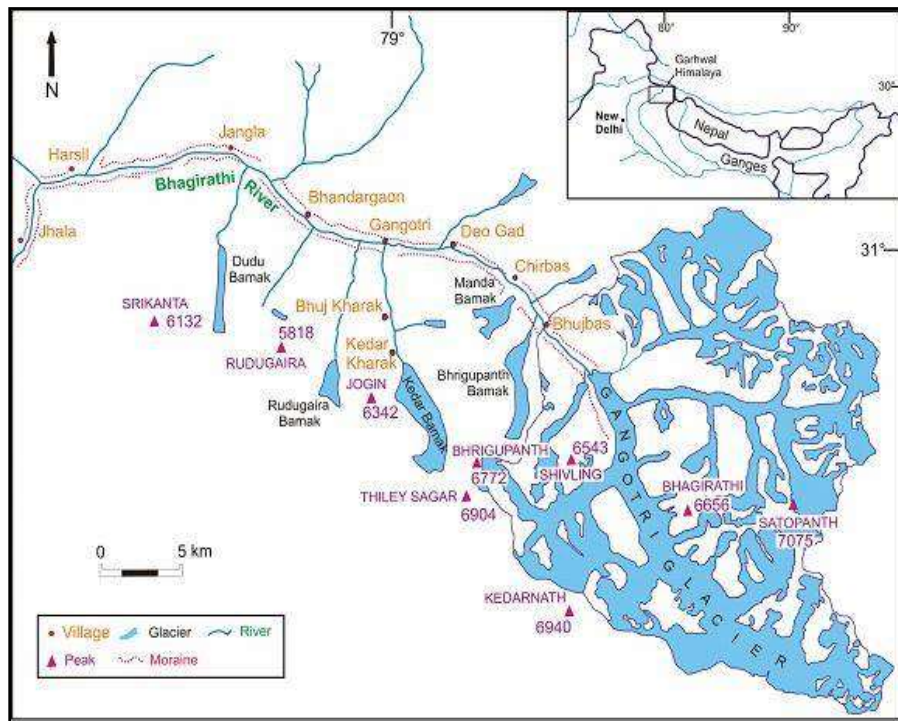 79°
N
80°
90°
Garhwal
Himalaya
30°
New
Delhi
Nepal
Ganges
Harsil
Jangla
Bhagirathi
River
Bhandargaon
Gangotri
Deo Gad
31°
Jhala
Dudu
Bamak
Chirbas
Manda
Bamak
SRIKANTA
6132
Bhuj Kharak
Bhujbas
5818
RUDUGAIRA
Kedar
Kharak
Bhrigupanth
Bamak
JOGIN
6342
Rudugaira
Bamak
Kedar Bamak
GANGOTRI GLACIER
BHRIGUPANTH
6772
6543
SHIVLING
BHAGIRATHI
6656
THILEY SAGAR
6904
SATOPANTH
7075
0 5 km
KEDARNATH
6940
Village Glacier River
Peak Moraine